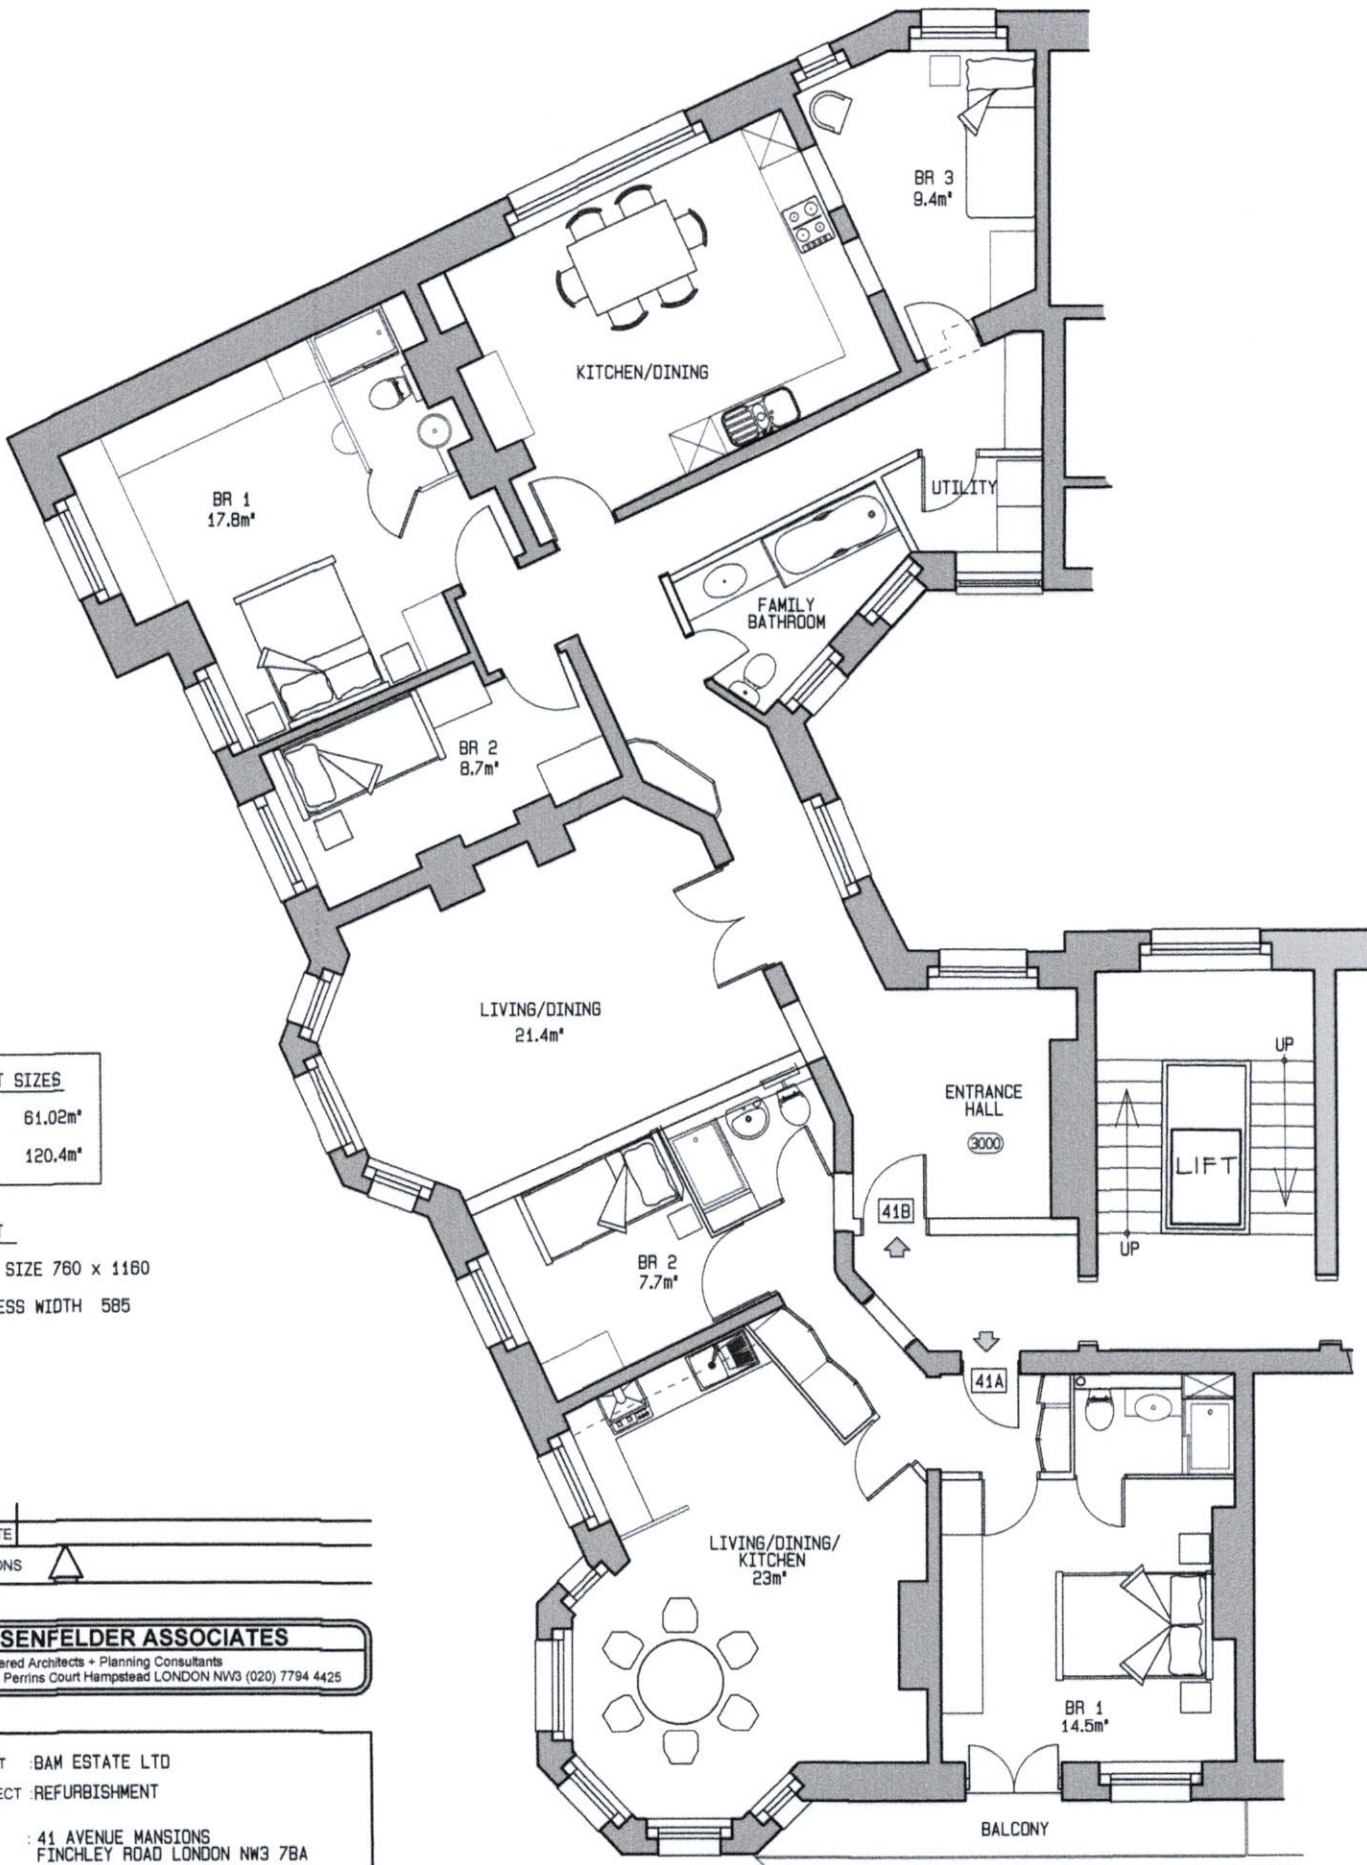 BR 3
9.4m²
KITCHEN/DINING
BR 1
17.8m²
UTILITY
FAMILY
BATHROOM
BR 2
8.7m²
LIVING/DINING
21.4m²
ENTRANCE
HALL
3000
UP
LIFT
UP
41B
41A
BR 2
7.7m²
LIVING/DINING/
KITCHEN
23m²
BR 1
14.5m²
BALCONY
SIZES
61.02m²
120.4m²
SIZE 760 x 1160
WIDTH 585
SENFELDER ASSOCIATES
ered Architects + Planning Consultants
Perrins Court Hampstead LONDON NW3 (020) 7794 4425
:BAM ESTATE LTD
ECT :REFURBISHMENT
: 41 AVENUE MANSIONS
FINCHLEY ROAD LONDON NW3 7BA